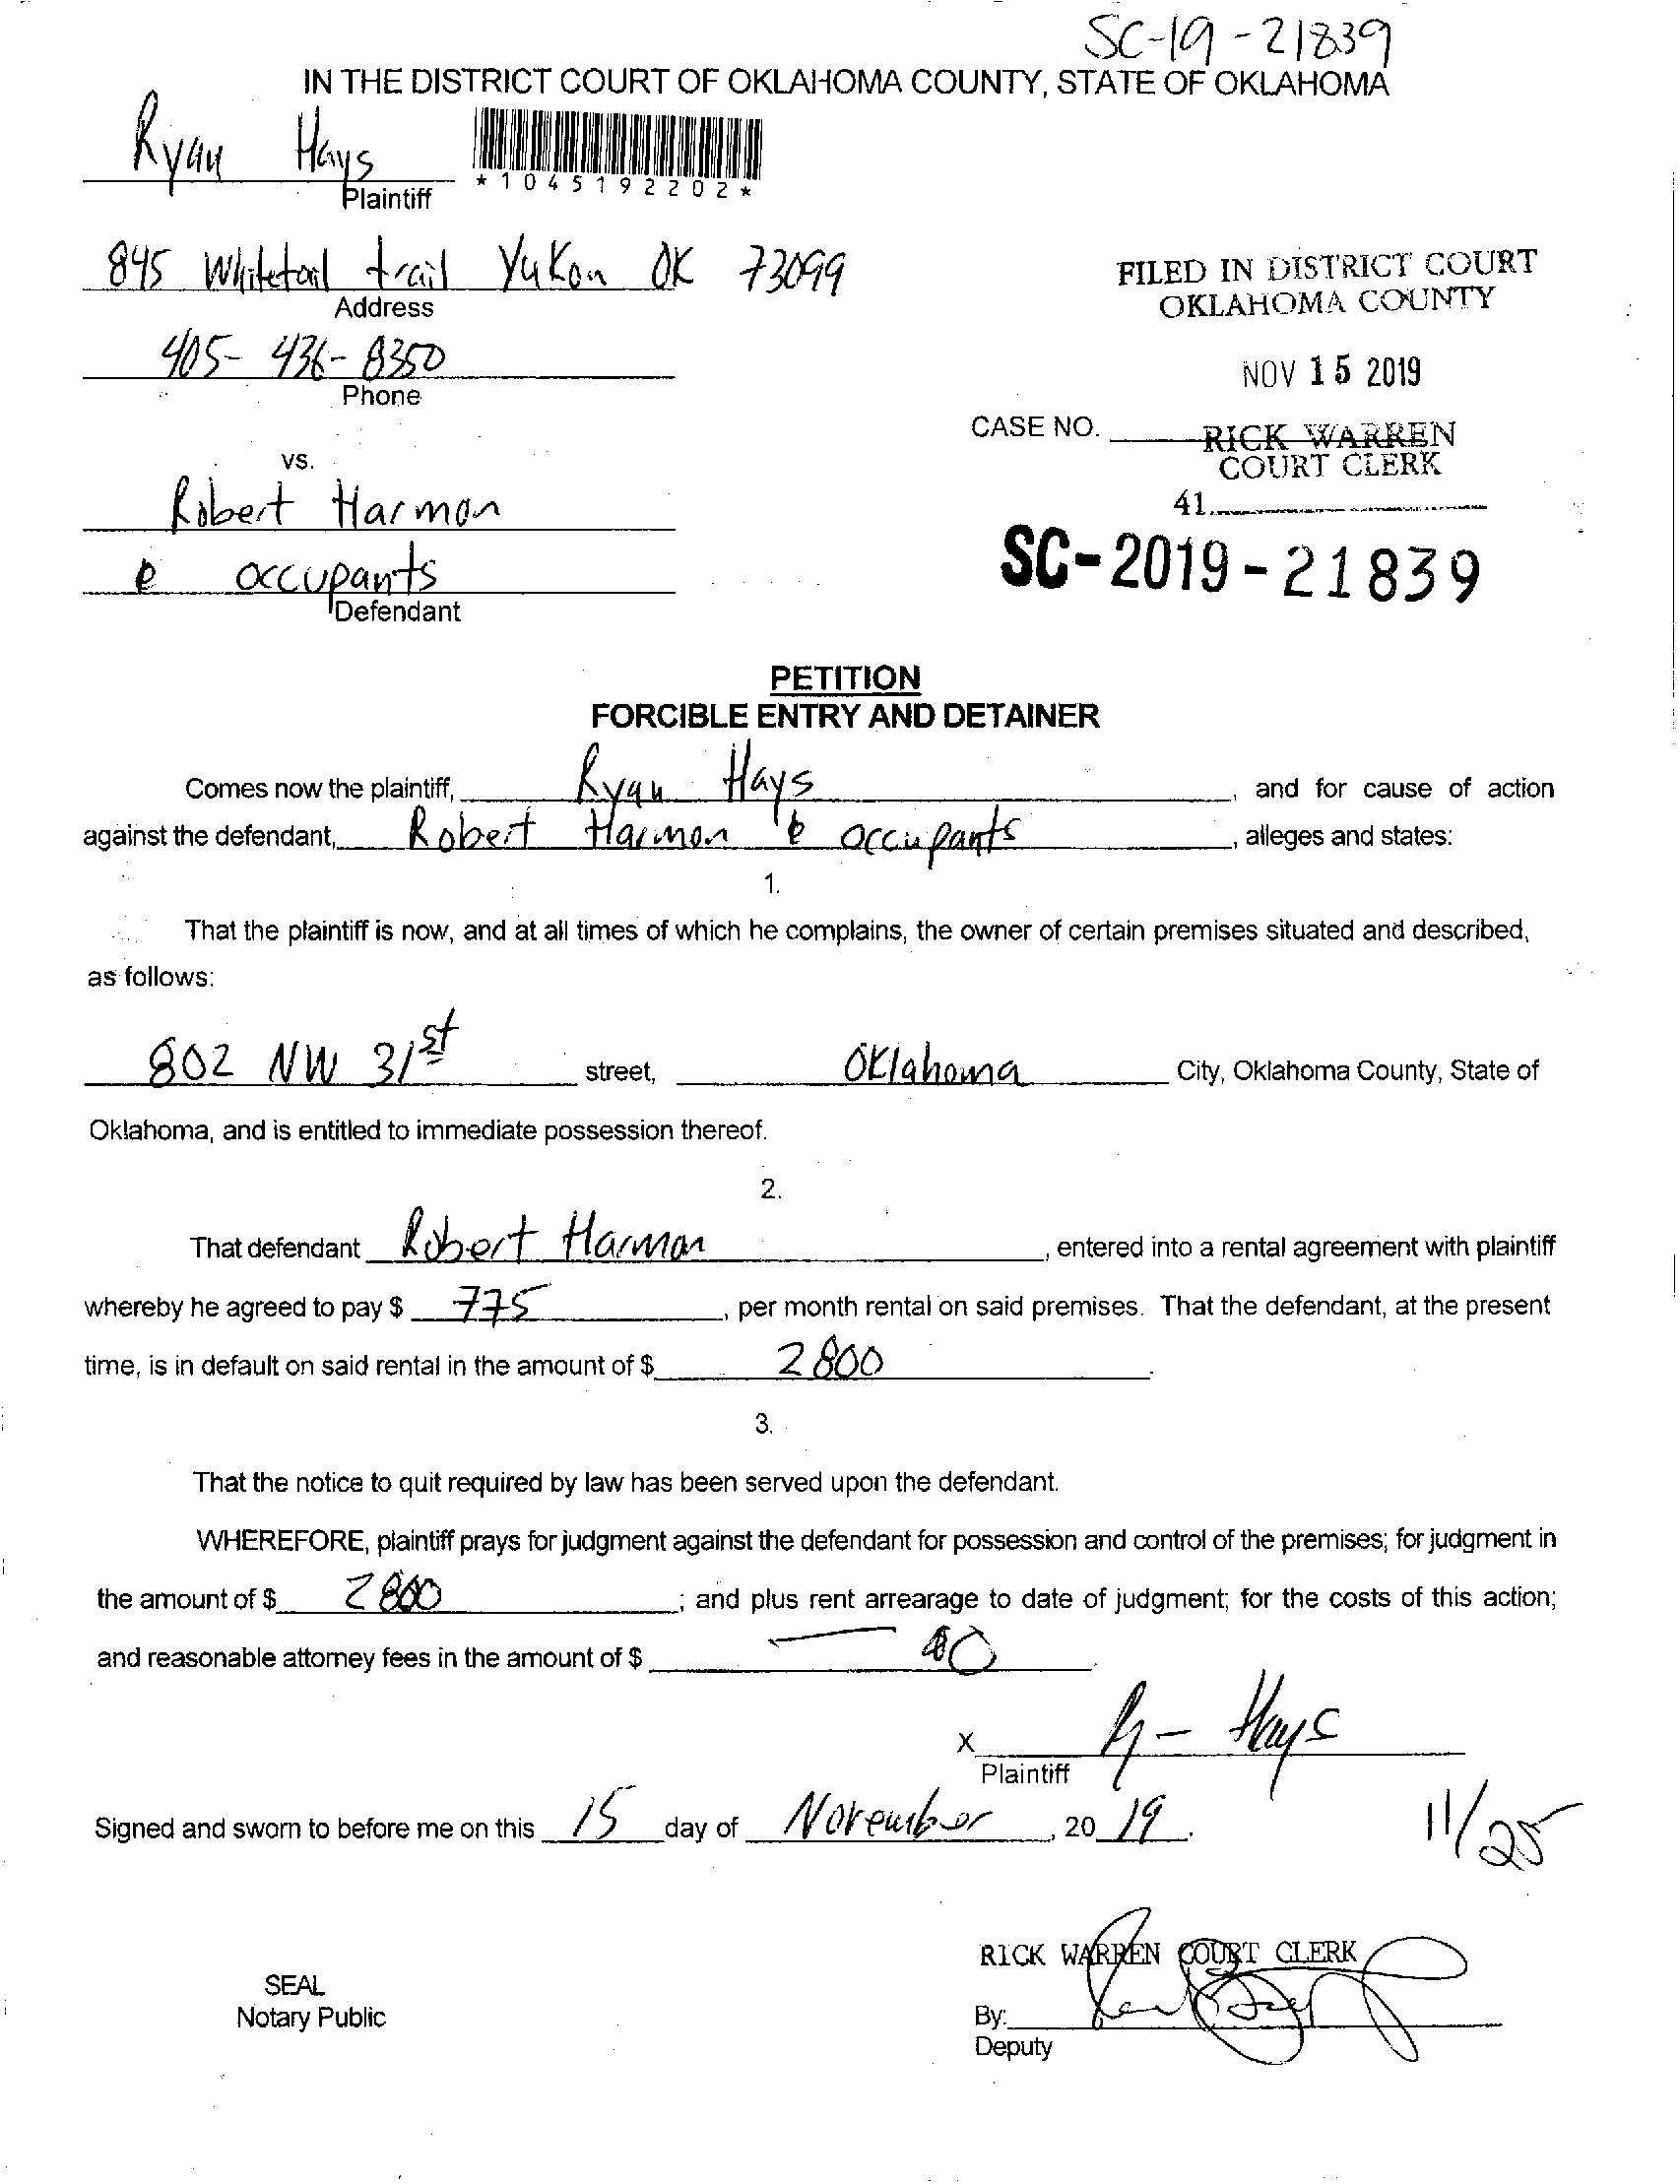 SC-19-21839
IN THE DISTRICT COURT OF OKLAHOMA COUNTY, STATE OF OKLAHOMA
Ryan Hays
Plaintiff
*1045192202*
845 Whitetail trail Yukon OK 73099
Address
FILED IN DISTRICT COURT
OKLAHOMA COUNTY
405-436-8350
Phone
NOV 15 2019
CASE NO.
RICK WARREN
COURT CLERK
41
vs.
Robert Harmon
& occupants
Defendant
SC-2019-21839
PETITION
FORCIBLE ENTRY AND DETAINER
Comes now the plaintiff, Ryan Hays, and for cause of action
against the defendant, Robert Harmon & occupants, alleges and states:
1.
That the plaintiff is now, and at all times of which he complains, the owner of certain premises situated and described,
as follows:
802 NW 31st street, Oklahoma City, Oklahoma County, State of
Oklahoma, and is entitled to immediate possession thereof.
2.
That defendant Robert Harmon, entered into a rental agreement with plaintiff
whereby he agreed to pay $ 775, per month rental on said premises. That the defendant, at the present
time, is in default on said rental in the amount of $ 2800.
3.
That the notice to quit required by law has been served upon the defendant.
WHEREFORE, plaintiff prays for judgment against the defendant for possession and control of the premises; for judgment in
the amount of $ 2800; and plus rent arrearage to date of judgment; for the costs of this action;
and reasonable attorney fees in the amount of $ 0
x R- Hays
Plaintiff
Signed and sworn to before me on this 15 day of November, 2019.
11/25
RICK WARREN COURT CLERK
SEAL
Notary Public
By:
Deputy